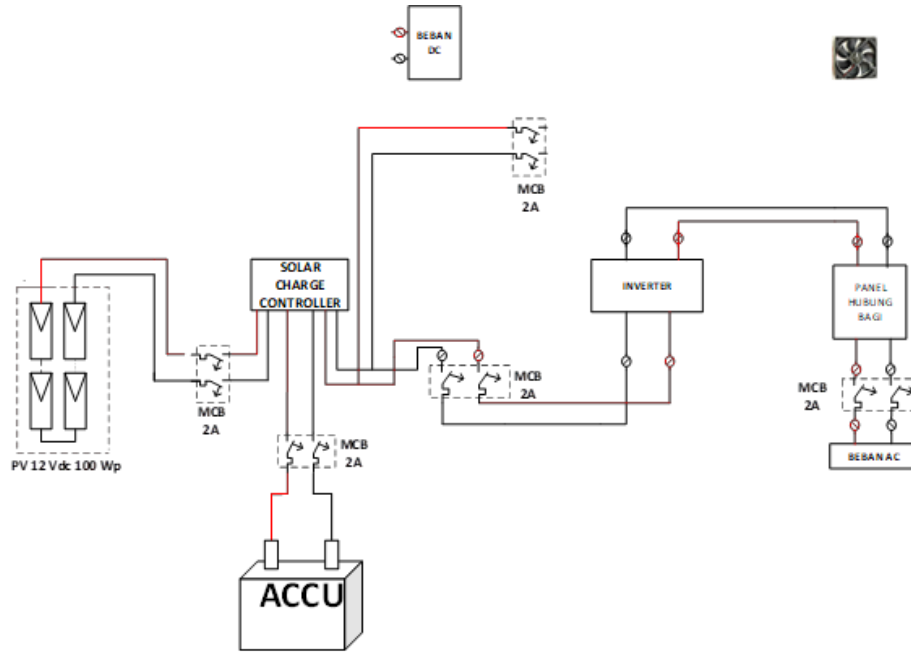 BEBAN
DC
MCB
2A
SOLAR
CHARGE
CONTROLLER
INVERTER
PANEL
HUBUNG
BAGI
MCB
2A
MCB
2A
MCB
2A
MCB
2A
BEBAN AC
PV 12 Vdc 100 Wp
ACCU